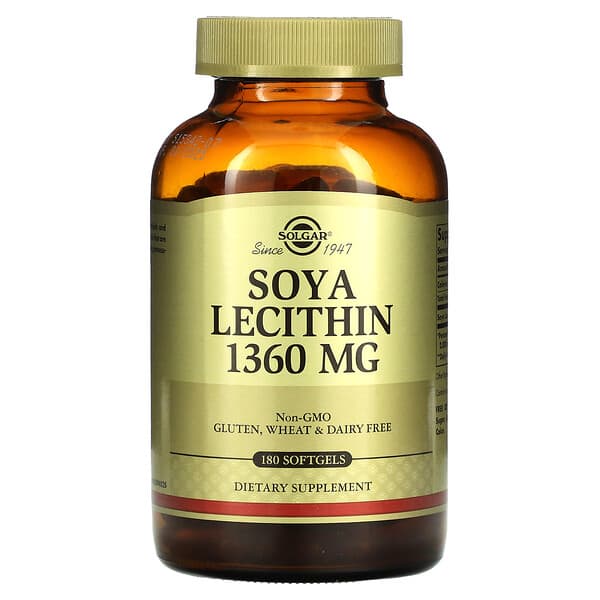 SOLGAR®
Since 1947
SOYA
LECITHIN
1360 MG
Non-GMO
GLUTEN, WHEAT & DAIRY FREE
180 SOFTGELS
DIETARY SUPPLEMENT